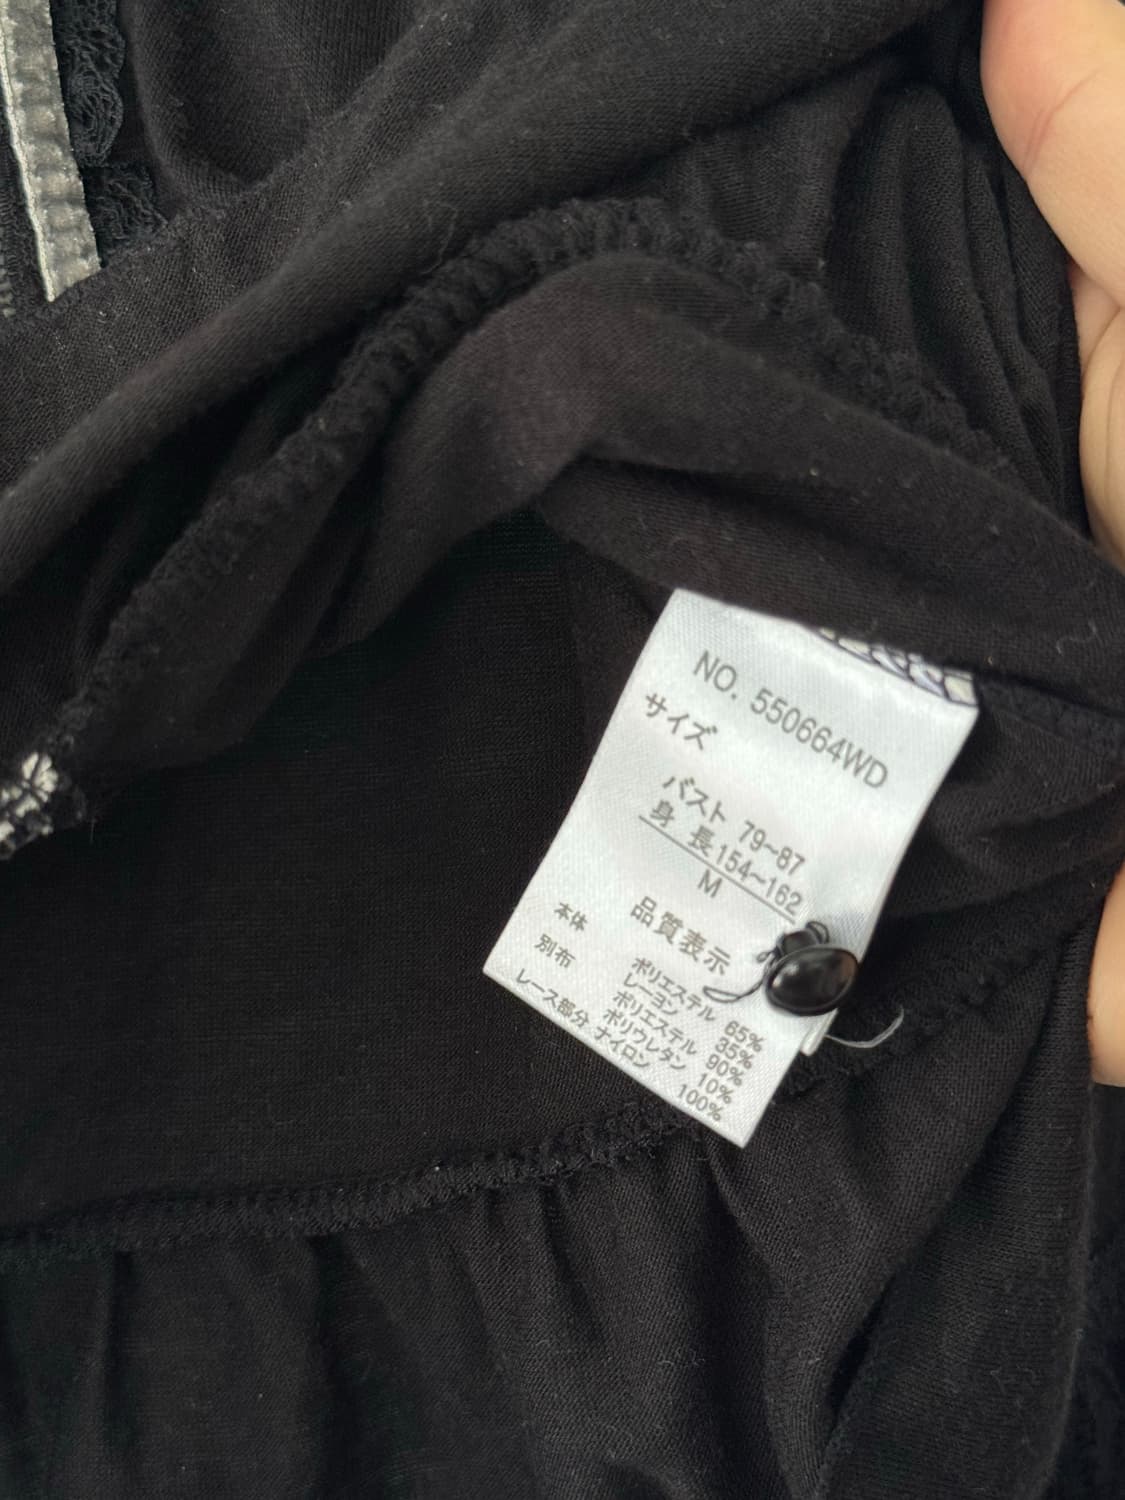 NO. 550664WD
サイズ
バスト 79~87
身 長 154~162
M
品質表示
本体 ポリエステル 65%
レーヨン 35%
別布 ポリエステル 90%
ポリウレタン 10%
レース部分 ナイロン 100%